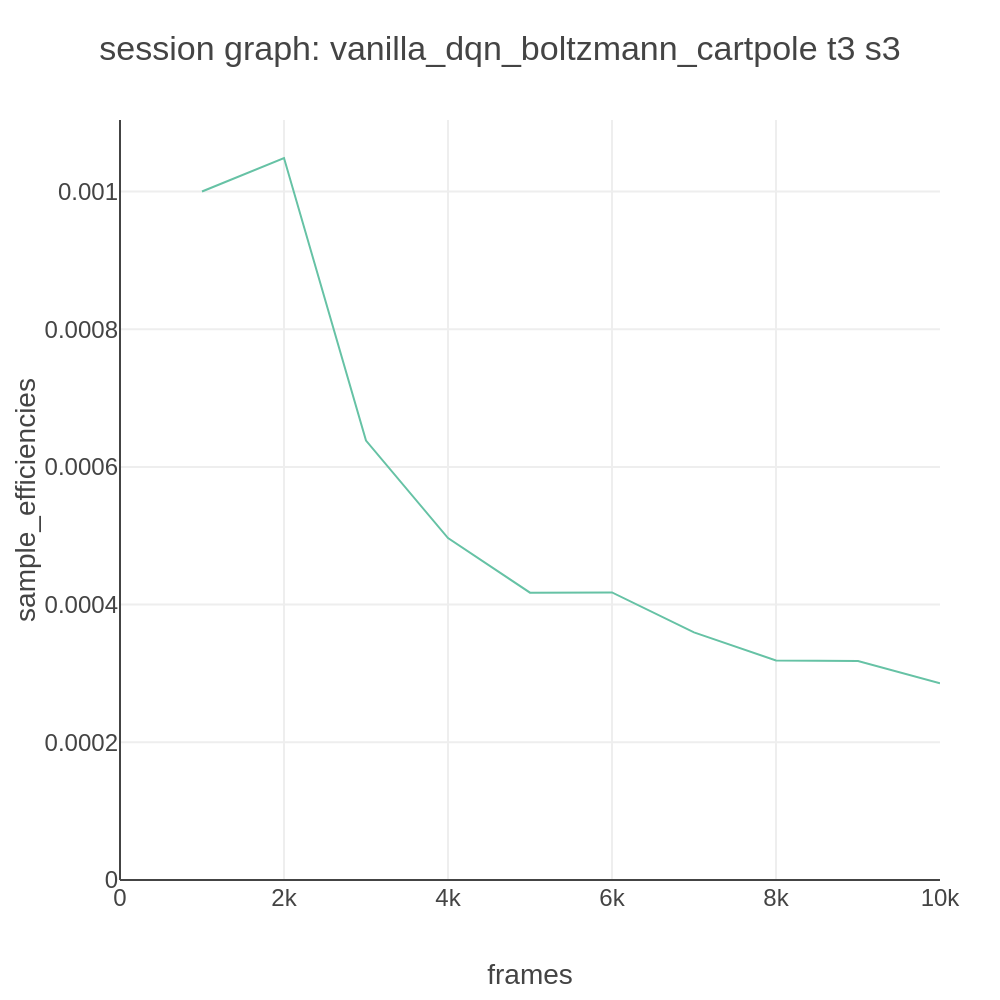 session graph: vanilla_dqn_boltzmann_cartpole t3 s3
sample_efficiencies
0.001
0.0008
0.0006
0.0004
0.0002
0
0 2k 4k 6k 8k 10k
frames